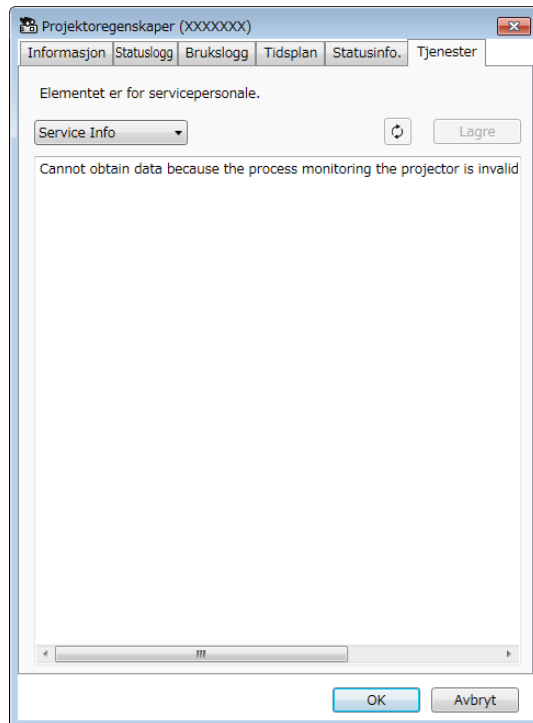 Projektoregenskaper (XXXXXXX)
Informasjon Statuslogg Brukslogg Tidsplan Statusinfo. Tjenester
Elementet er for servicepersonale.
Service Info Lagre
Cannot obtain data because the process monitoring the projector is invalid
OK Avbryt